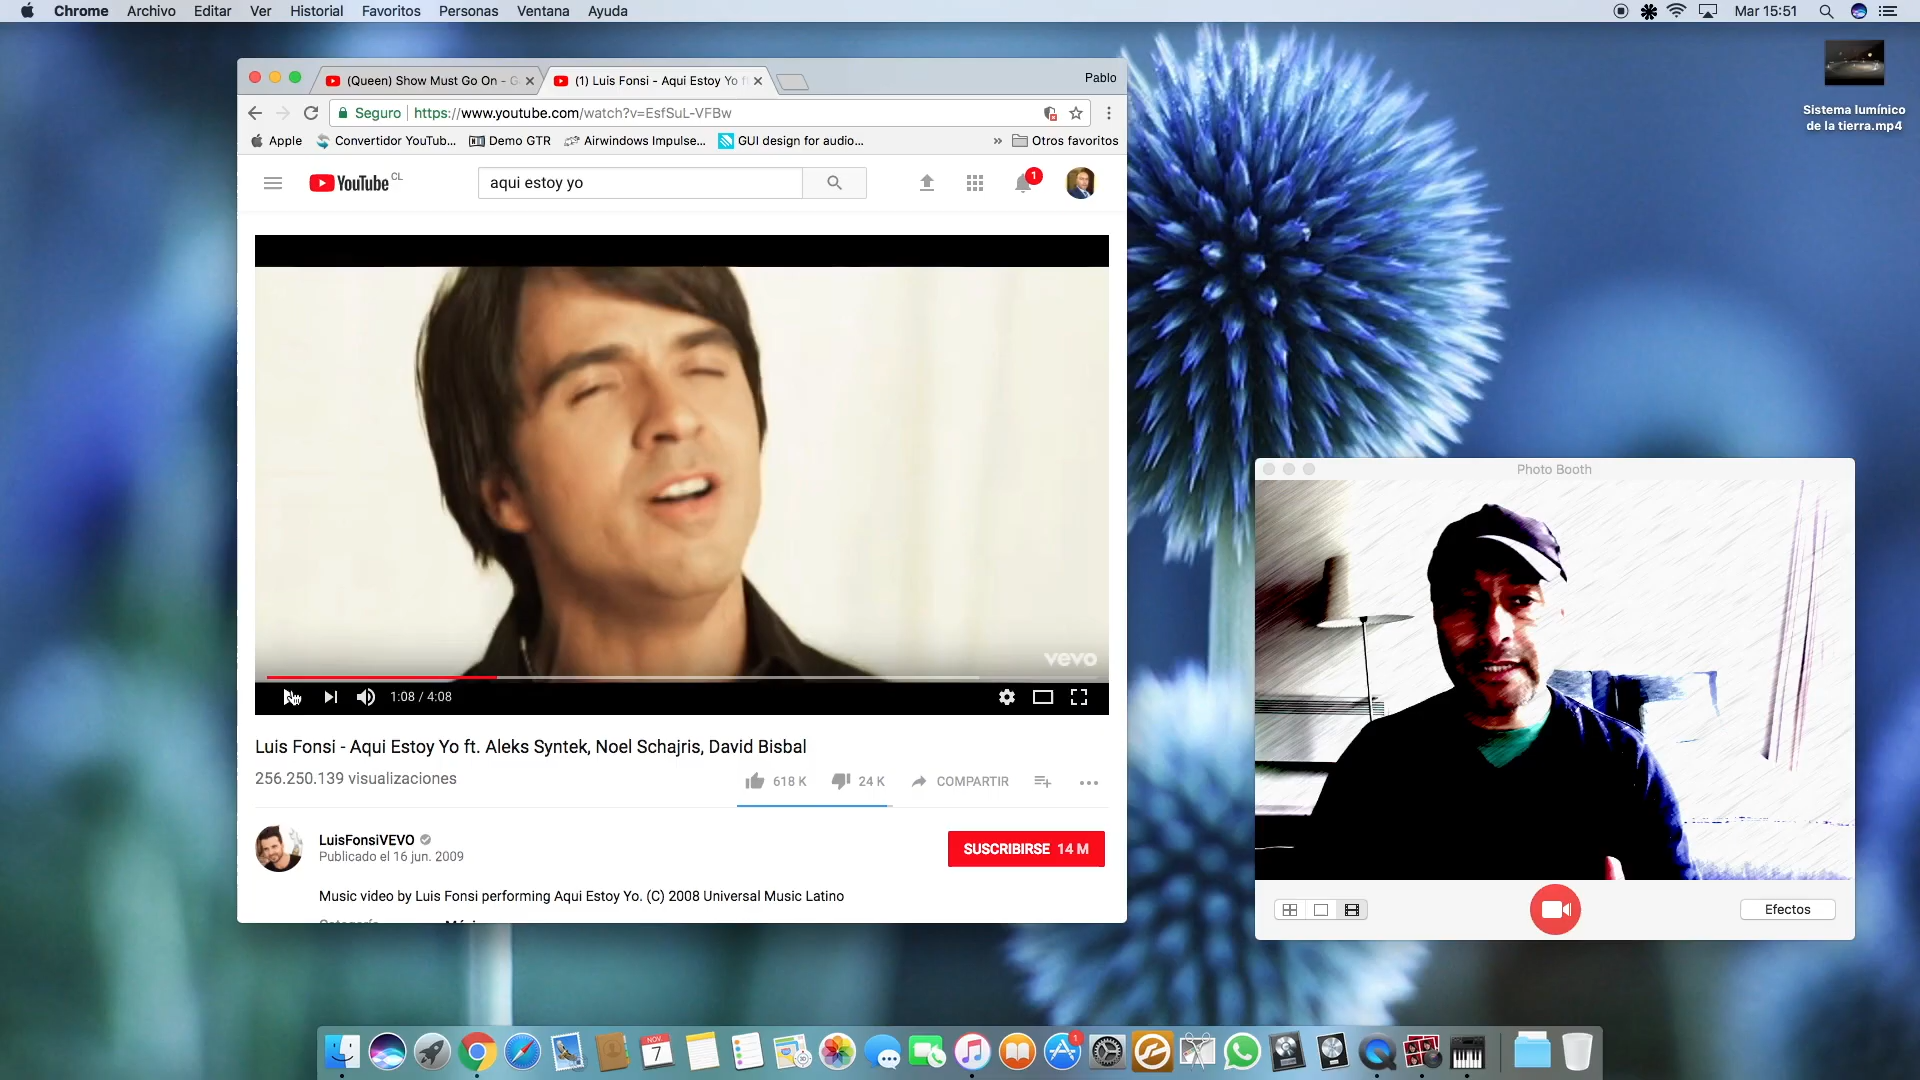 Chrome Archivo Editar Ver Historial Favoritos Personas Ventana Ayuda Mar 15:51
(Queen) Show Must Go On - G
(1) Luis Fonsi - Aqui Estoy Yo f
Pablo
Seguro https://www.youtube.com/watch?v=EsfSuL-VFBw
Apple Convertidor YouTub... Demo GTR Airwindows Impulse... GUI design for audio... » Otros favoritos
YouTube CL
aqui estoy yo
1
vevo
1:08 / 4:08
Luis Fonsi - Aqui Estoy Yo ft. Aleks Syntek, Noel Schajris, David Bisbal
256.250.139 visualizaciones
618 K 24 K COMPARTIR
LuisFonsiVEVO
Publicado el 16 jun. 2009
SUSCRIBIRSE 14 M
Music video by Luis Fonsi performing Aqui Estoy Yo. (C) 2008 Universal Music Latino
Sistema lumínico
de la tierra.mp4
Photo Booth
Efectos
NOV
7
1